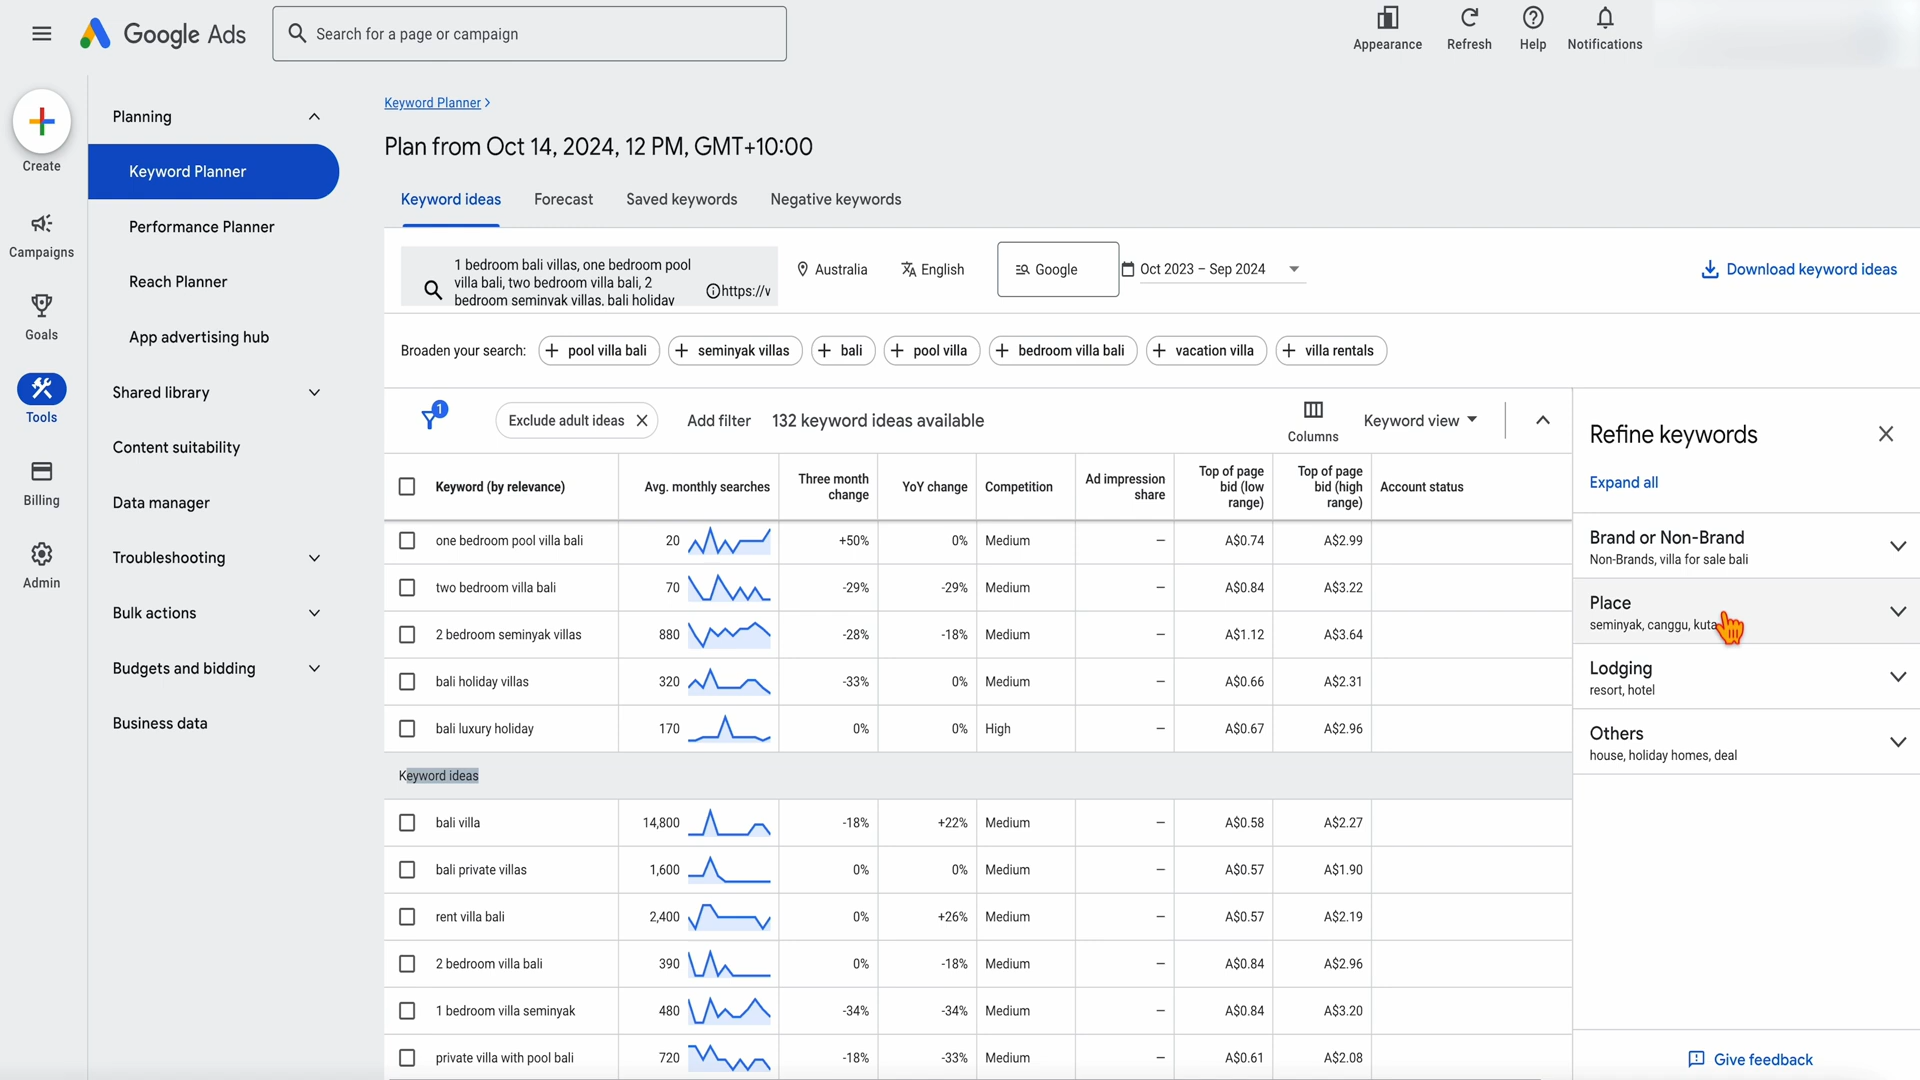 Google Ads
Search for a page or campaign
Appearance
Refresh
Help
Notifications
Create
Campaigns
Goals
Tools
Billing
Admin
Planning
Keyword Planner
Performance Planner
Reach Planner
App advertising hub
Shared library
Content suitability
Data manager
Troubleshooting
Bulk actions
Budgets and bidding
Business data
Keyword Planner
Plan from Oct 14, 2024, 12 PM, GMT+10:00
Keyword ideas Forecast Saved keywords Negative keywords
1 bedroom bali villas, one bedroom pool
villa bali, two bedroom villa bali, 2
bedroom seminyak villas, bali holiday
https://v
Australia
English
Google
Oct 2023 – Sep 2024
Download keyword ideas
Broaden your search: pool villa bali seminyak villas bali pool villa bedroom villa bali vacation villa villa rentals
1
Exclude adult ideas
Add filter
132 keyword ideas available
Columns
Keyword view
Keyword (by relevance) Avg. monthly searches Three month change YoY change Competition Ad impression share Top of page bid (low range) Top of page bid (high range) Account status
one bedroom pool villa bali 20 +50% 0% Medium – A$0.74 A$2.99
two bedroom villa bali 70 -29% -29% Medium – A$0.84 A$3.22
2 bedroom seminyak villas 880 -28% -18% Medium – A$1.12 A$3.64
bali holiday villas 320 -33% 0% Medium – A$0.66 A$2.31
bali luxury holiday 170 0% 0% High – A$0.67 A$2.96
Keyword ideas
bali villa 14,800 -18% +22% Medium – A$0.58 A$2.27
bali private villas 1,600 0% 0% Medium – A$0.57 A$1.90
rent villa bali 2,400 0% +26% Medium – A$0.57 A$2.19
2 bedroom villa bali 390 0% -18% Medium – A$0.84 A$2.96
1 bedroom villa seminyak 480 -34% -34% Medium – A$0.84 A$3.20
private villa with pool bali 720 -18% -33% Medium – A$0.61 A$2.08
Refine keywords
Expand all
Brand or Non-Brand
Non-Brands, villa for sale bali
Place
seminyak, canggu, kuta
Lodging
resort, hotel
Others
house, holiday homes, deal
Give feedback